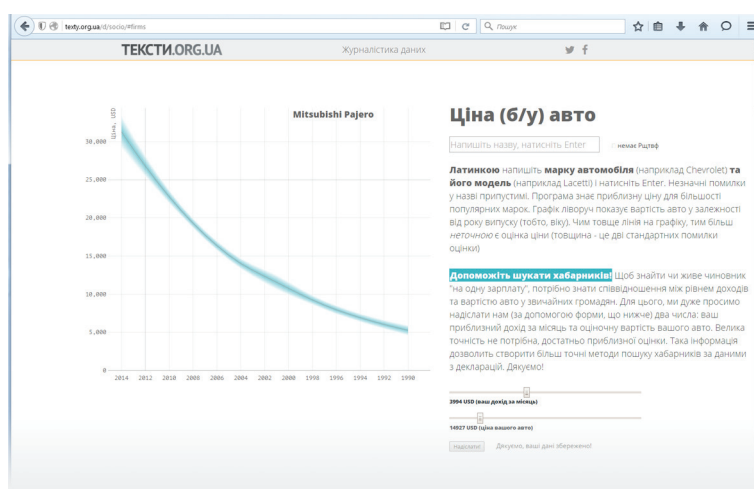 texty.org.ua/d/socio/#firms
Пошук
ТЕКСТИ.ORG.UA
Журналістика даних
Ціна, USD
Mitsubishi Pajero
30,000
25,000
20,000
15,000
10,000
5,000
0
2014 2012 2010 2008 2006 2004 2002 2000 1998 1996 1994 1992 1990
Ціна (б/у) авто
Напишіть назву, натисніть Enter
немає Рщтвф
Латинкою напишіть марку автомобіля (наприклад Chevrolet) та
його модель (наприклад Lacetti) і натисніть Enter. Незначні помилки
у назві припустимі. Програма знає приблизну ціну для більшості
популярних марок. Графік ліворуч показує вартість авто у залежності
від року випуску (тобто, віку). Чим товще лінія на графіку, тим більш
неточною є оцінка ціни (товщина - це дві стандартних помилки
оцінки)
Допоможіть шукати хабарників! Щоб знайти чи живе чиновник
"на одну зарплату", потрібно знати співвідношення між рівнем доходів
та вартістю авто у звичайних громадян. Для цього, ми дуже просимо
надіслати нам (за допомогою форми, що нижче) два числа: ваш
приблизний дохід за місяць та оціночну вартість вашого авто. Велика
точність не потрібна, достатньо приблизної оцінки. Така інформація
дозволить створити більш точні методи пошуку хабарників за даними
з декларацій. Дякуємо!
3994 USD (ваш дохід за місяць)
14927 USD (ціна вашого авто)
Надіслати
Дякуємо, ваші дані збережено!